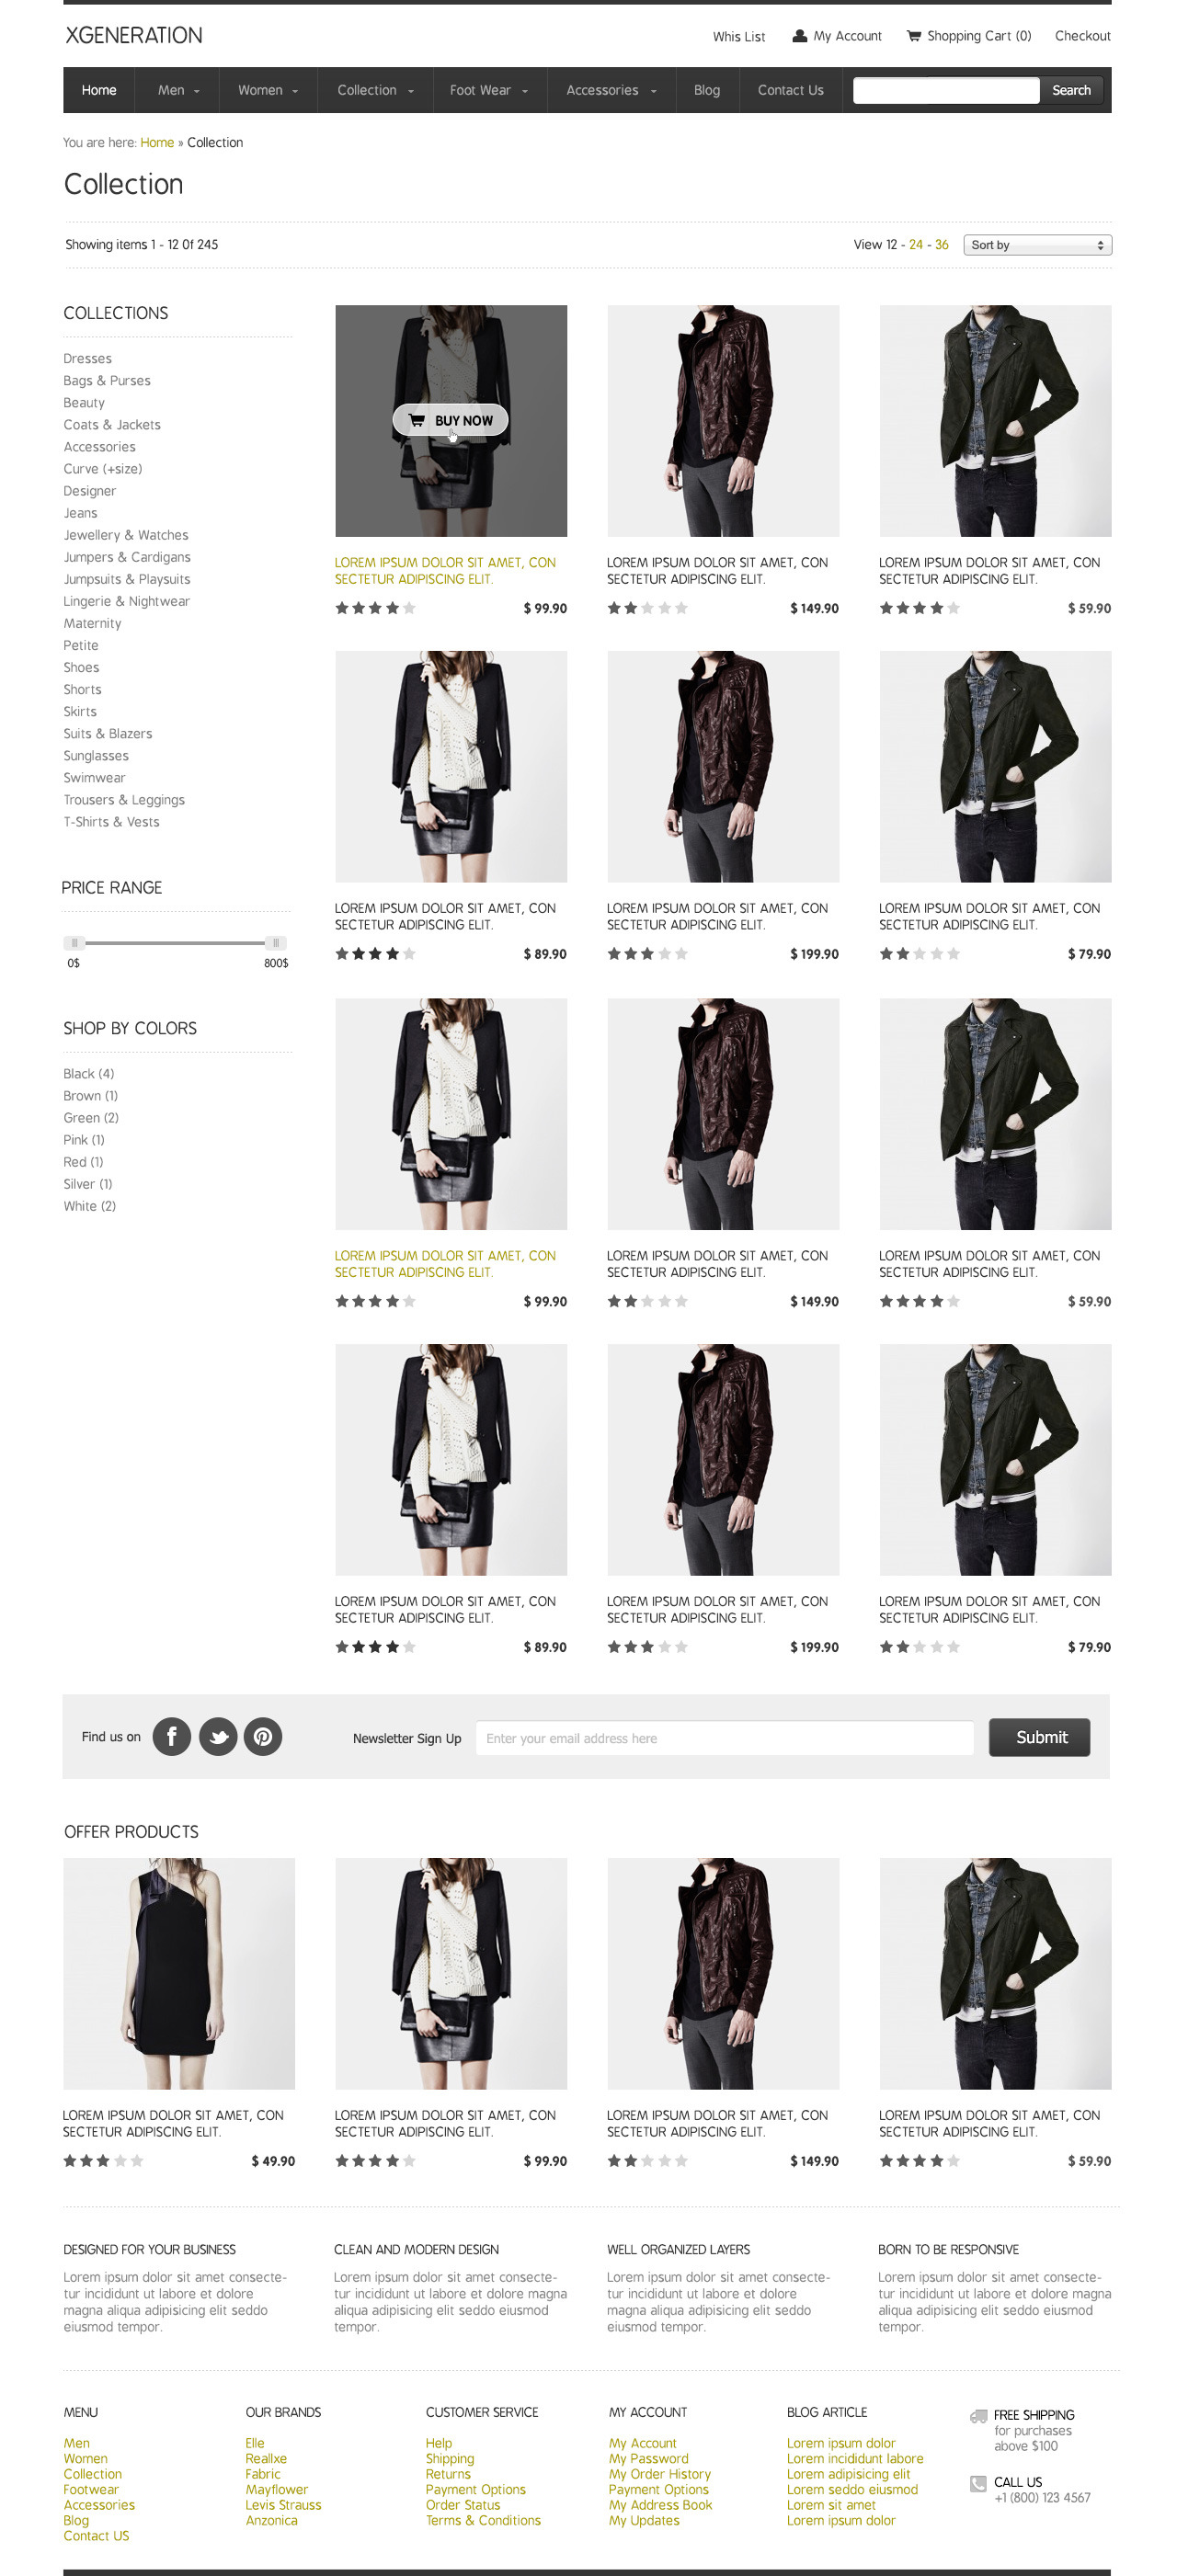 XGENERATION
Whis List My Account Shopping Cart (0) Checkout
Home Men Women Collection Foot Wear Accessories Blog Contact Us Search
You are here: Home » Collection
Collection
Showing items 1 - 12 Of 245
View 12 - 24 - 36 Sort by
COLLECTIONS
Dresses
Bags & Purses
Beauty
Coats & Jackets
Accessories
Curve (+size)
Designer
Jeans
Jewellery & Watches
Jumpers & Cardigans
Jumpsuits & Playsuits
Lingerie & Nightwear
Maternity
Petite
Shoes
Shorts
Skirts
Suits & Blazers
Sunglasses
Swimwear
Trousers & Leggings
T-Shirts & Vests
PRICE RANGE
0$ 800$
SHOP BY COLORS
Black (4)
Brown (1)
Green (2)
Pink (1)
Red (1)
Silver (1)
White (2)
BUY NOW
LOREM IPSUM DOLOR SIT AMET, CON
SECTETUR ADIPISCING ELIT.
$ 99.90
LOREM IPSUM DOLOR SIT AMET, CON
SECTETUR ADIPISCING ELIT.
$ 149.90
LOREM IPSUM DOLOR SIT AMET, CON
SECTETUR ADIPISCING ELIT.
$ 59.90
LOREM IPSUM DOLOR SIT AMET, CON
SECTETUR ADIPISCING ELIT.
$ 89.90
LOREM IPSUM DOLOR SIT AMET, CON
SECTETUR ADIPISCING ELIT.
$ 199.90
LOREM IPSUM DOLOR SIT AMET, CON
SECTETUR ADIPISCING ELIT.
$ 79.90
LOREM IPSUM DOLOR SIT AMET, CON
SECTETUR ADIPISCING ELIT.
$ 99.90
LOREM IPSUM DOLOR SIT AMET, CON
SECTETUR ADIPISCING ELIT.
$ 149.90
LOREM IPSUM DOLOR SIT AMET, CON
SECTETUR ADIPISCING ELIT.
$ 59.90
LOREM IPSUM DOLOR SIT AMET, CON
SECTETUR ADIPISCING ELIT.
$ 89.90
LOREM IPSUM DOLOR SIT AMET, CON
SECTETUR ADIPISCING ELIT.
$ 199.90
LOREM IPSUM DOLOR SIT AMET, CON
SECTETUR ADIPISCING ELIT.
$ 79.90
Find us on
Newsletter Sign Up Enter your email address here Submit
OFFER PRODUCTS
LOREM IPSUM DOLOR SIT AMET, CON
SECTETUR ADIPISCING ELIT.
$ 49.90
LOREM IPSUM DOLOR SIT AMET, CON
SECTETUR ADIPISCING ELIT.
$ 99.90
LOREM IPSUM DOLOR SIT AMET, CON
SECTETUR ADIPISCING ELIT.
$ 149.90
LOREM IPSUM DOLOR SIT AMET, CON
SECTETUR ADIPISCING ELIT.
$ 59.90
DESIGNED FOR YOUR BUSINESS
Lorem ipsum dolor sit amet consecte-
tur incididunt ut labore et dolore
magna aliqua adipisicing elit seddo
eiusmod tempor.
CLEAN AND MODERN DESIGN
Lorem ipsum dolor sit amet consecte-
tur incididunt ut labore et dolore magna
aliqua adipisicing elit seddo eiusmod
tempor.
WELL ORGANIZED LAYERS
Lorem ipsum dolor sit amet consecte-
tur incididunt ut labore et dolore
magna aliqua adipisicing elit seddo
eiusmod tempor.
BORN TO BE RESPONSIVE
Lorem ipsum dolor sit amet consecte-
tur incididunt ut labore et dolore magna
aliqua adipisicing elit seddo eiusmod
tempor.
MENU
Men
Women
Collection
Footwear
Accessories
Blog
Contact US
OUR BRANDS
Elle
Reallxe
Fabric
Mayflower
Levis Strauss
Anzonica
CUSTOMER SERVICE
Help
Shipping
Returns
Payment Options
Order Status
Terms & Conditions
MY ACCOUNT
My Account
My Password
My Order History
Payment Options
My Address Book
My Updates
BLOG ARTICLE
Lorem ipsum dolor
Lorem incididunt labore
Lorem adipisicing elit
Lorem seddo eiusmod
Lorem sit amet
Lorem ipsum dolor
FREE SHIPPING
for purchases
above $100
CALL US
+1 (800) 123 4567